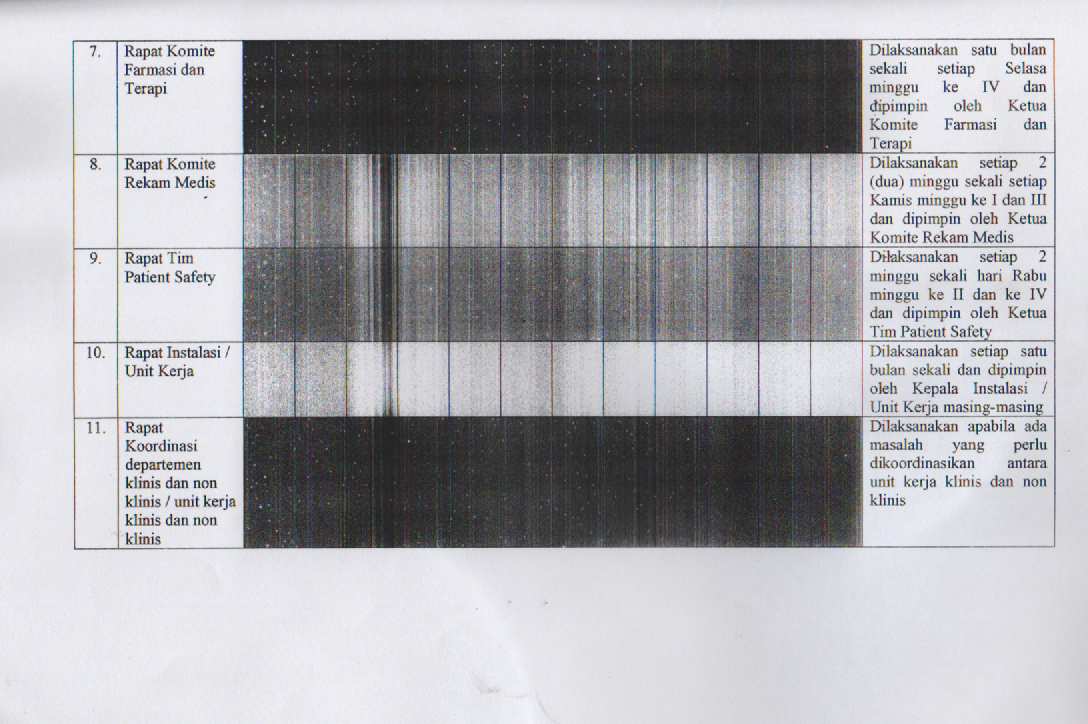 7.
Rapat Komite
Farmasi dan
Terapi
Dilaksanakan satu bulan
sekali setiap Selasa
minggu ke IV dan
dipimpin oleh Ketua
Komite Farmasi dan
Terapi
8.
Rapat Komite
Rekam Medis
Dilaksanakan setiap 2
(dua) minggu sekali setiap
Kamis minggu ke I dan III
dan dipimpin oleh Ketua
Komite Rekam Medis
9.
Rapat Tim
Patient Safety
Dilaksanakan setiap 2
minggu sekali hari Rabu
minggu ke II dan ke IV
dan dipimpin oleh Ketua
Tim Patient Safety
10.
Rapat Instalasi /
Unit Kerja
Dilaksanakan setiap satu
bulan sekali dan dipimpin
oleh Kepala Instalasi /
Unit Kerja masing-masing
11.
Rapat
Koordinasi
departemen
klinis dan non
klinis / unit kerja
klinis dan non
klinis
Dilaksanakan apabila ada
masalah yang perlu
dikoordinasikan antara
unit kerja klinis dan non
klinis